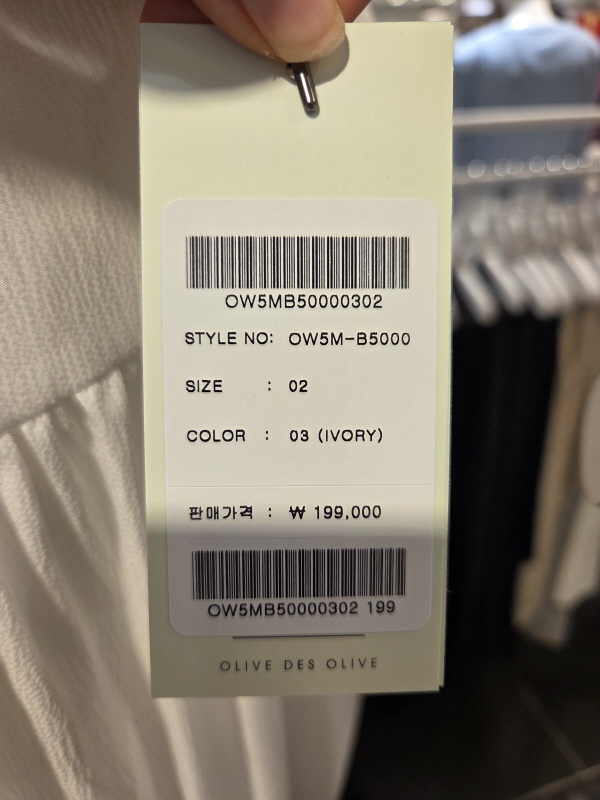 OW5MB50000302
STYLE NO: OW5M-B5000
SIZE : 02
COLOR : 03 (IVORY)
판매가격 : ₩ 199,000
OW5MB50000302 199
OLIVE DES OLIVE